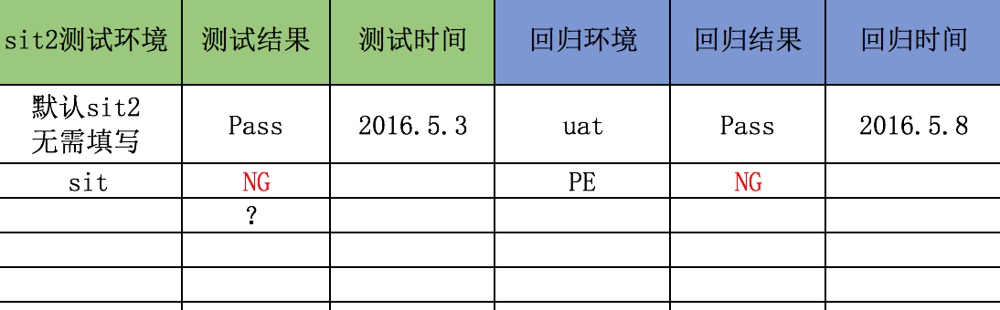 sit2测试环境 测试结果 测试时间 回归环境 回归结果 回归时间
默认sit2
无需填写 Pass 2016.5.3 uat Pass 2016.5.8
sit NG PE NG
?